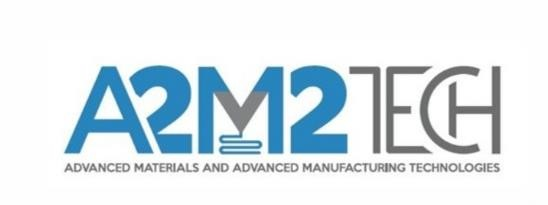 A2M2TECH
ADVANCED MATERIALS AND ADVANCED MANUFACTURING TECHNOLOGIES